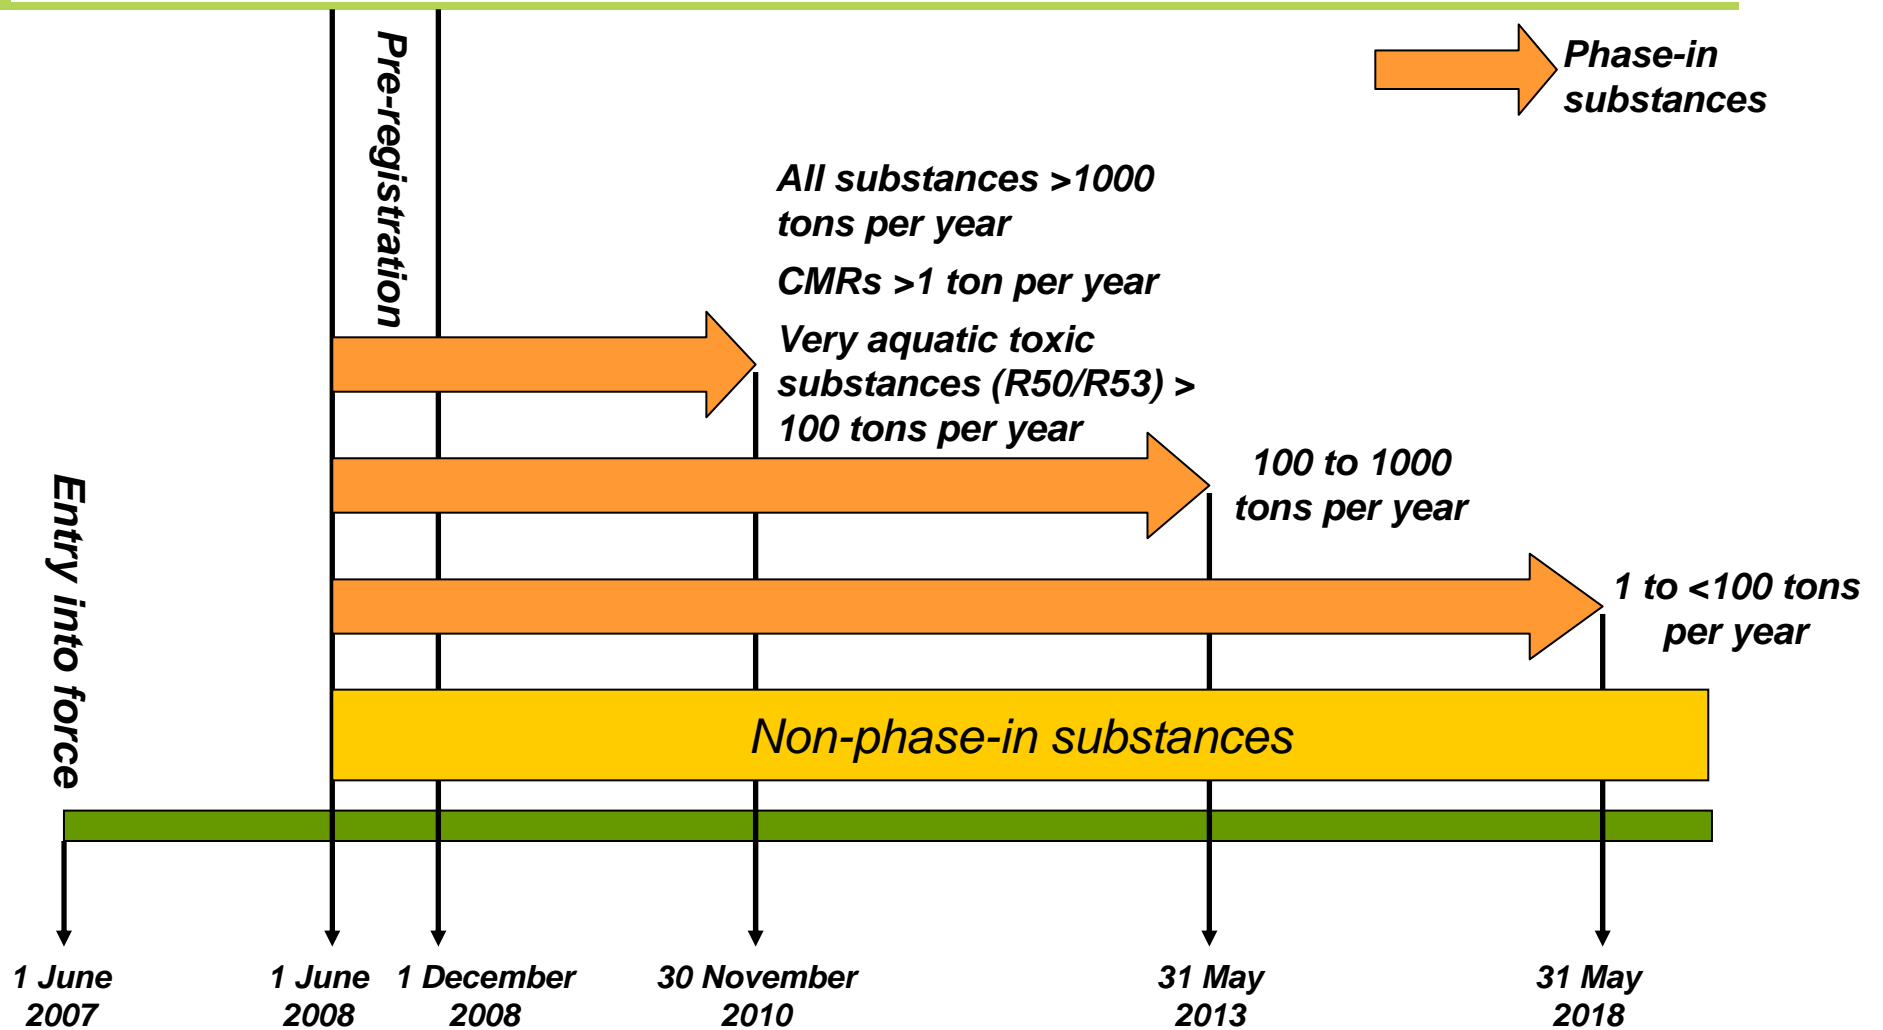 Pre-registration
Phase-in
substances
All substances >1000
tons per year
CMRs >1 ton per year
Very aquatic toxic
substances (R50/R53) >
100 tons per year
100 to 1000
tons per year
Entry into force
1 to <100 tons
per year
Non-phase-in substances
1 June
2007
1 June
2008
1 December
2008
30 November
2010
31 May
2013
31 May
2018